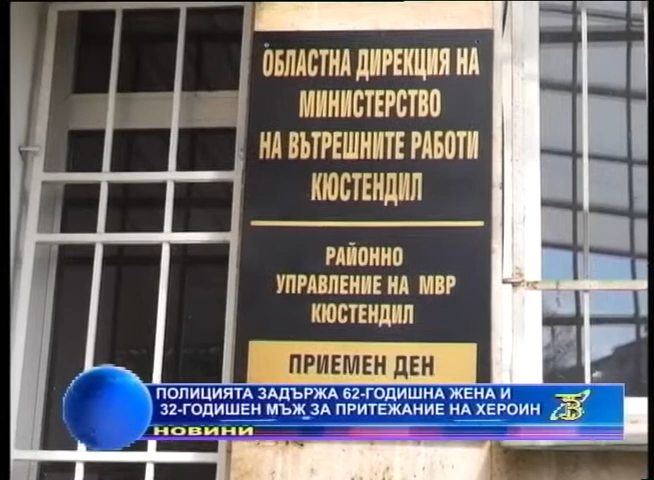 ОБЛАСТНА ДИРЕКЦИЯ НА
МИНИСТЕРСТВО
НА ВЪТРЕШНИТЕ РАБОТИ
КЮСТЕНДИЛ
РАЙОННО
УПРАВЛЕНИЕ НА МВР
КЮСТЕНДИЛ
ПРИЕМЕН ДЕН
ПОЛИЦИЯТА ЗАДЪРЖА 62-ГОДИШНА ЖЕНА И
32-ГОДИШЕН МЪЖ ЗА ПРИТЕЖАНИЕ НА ХЕРОИН
НОВИНИ